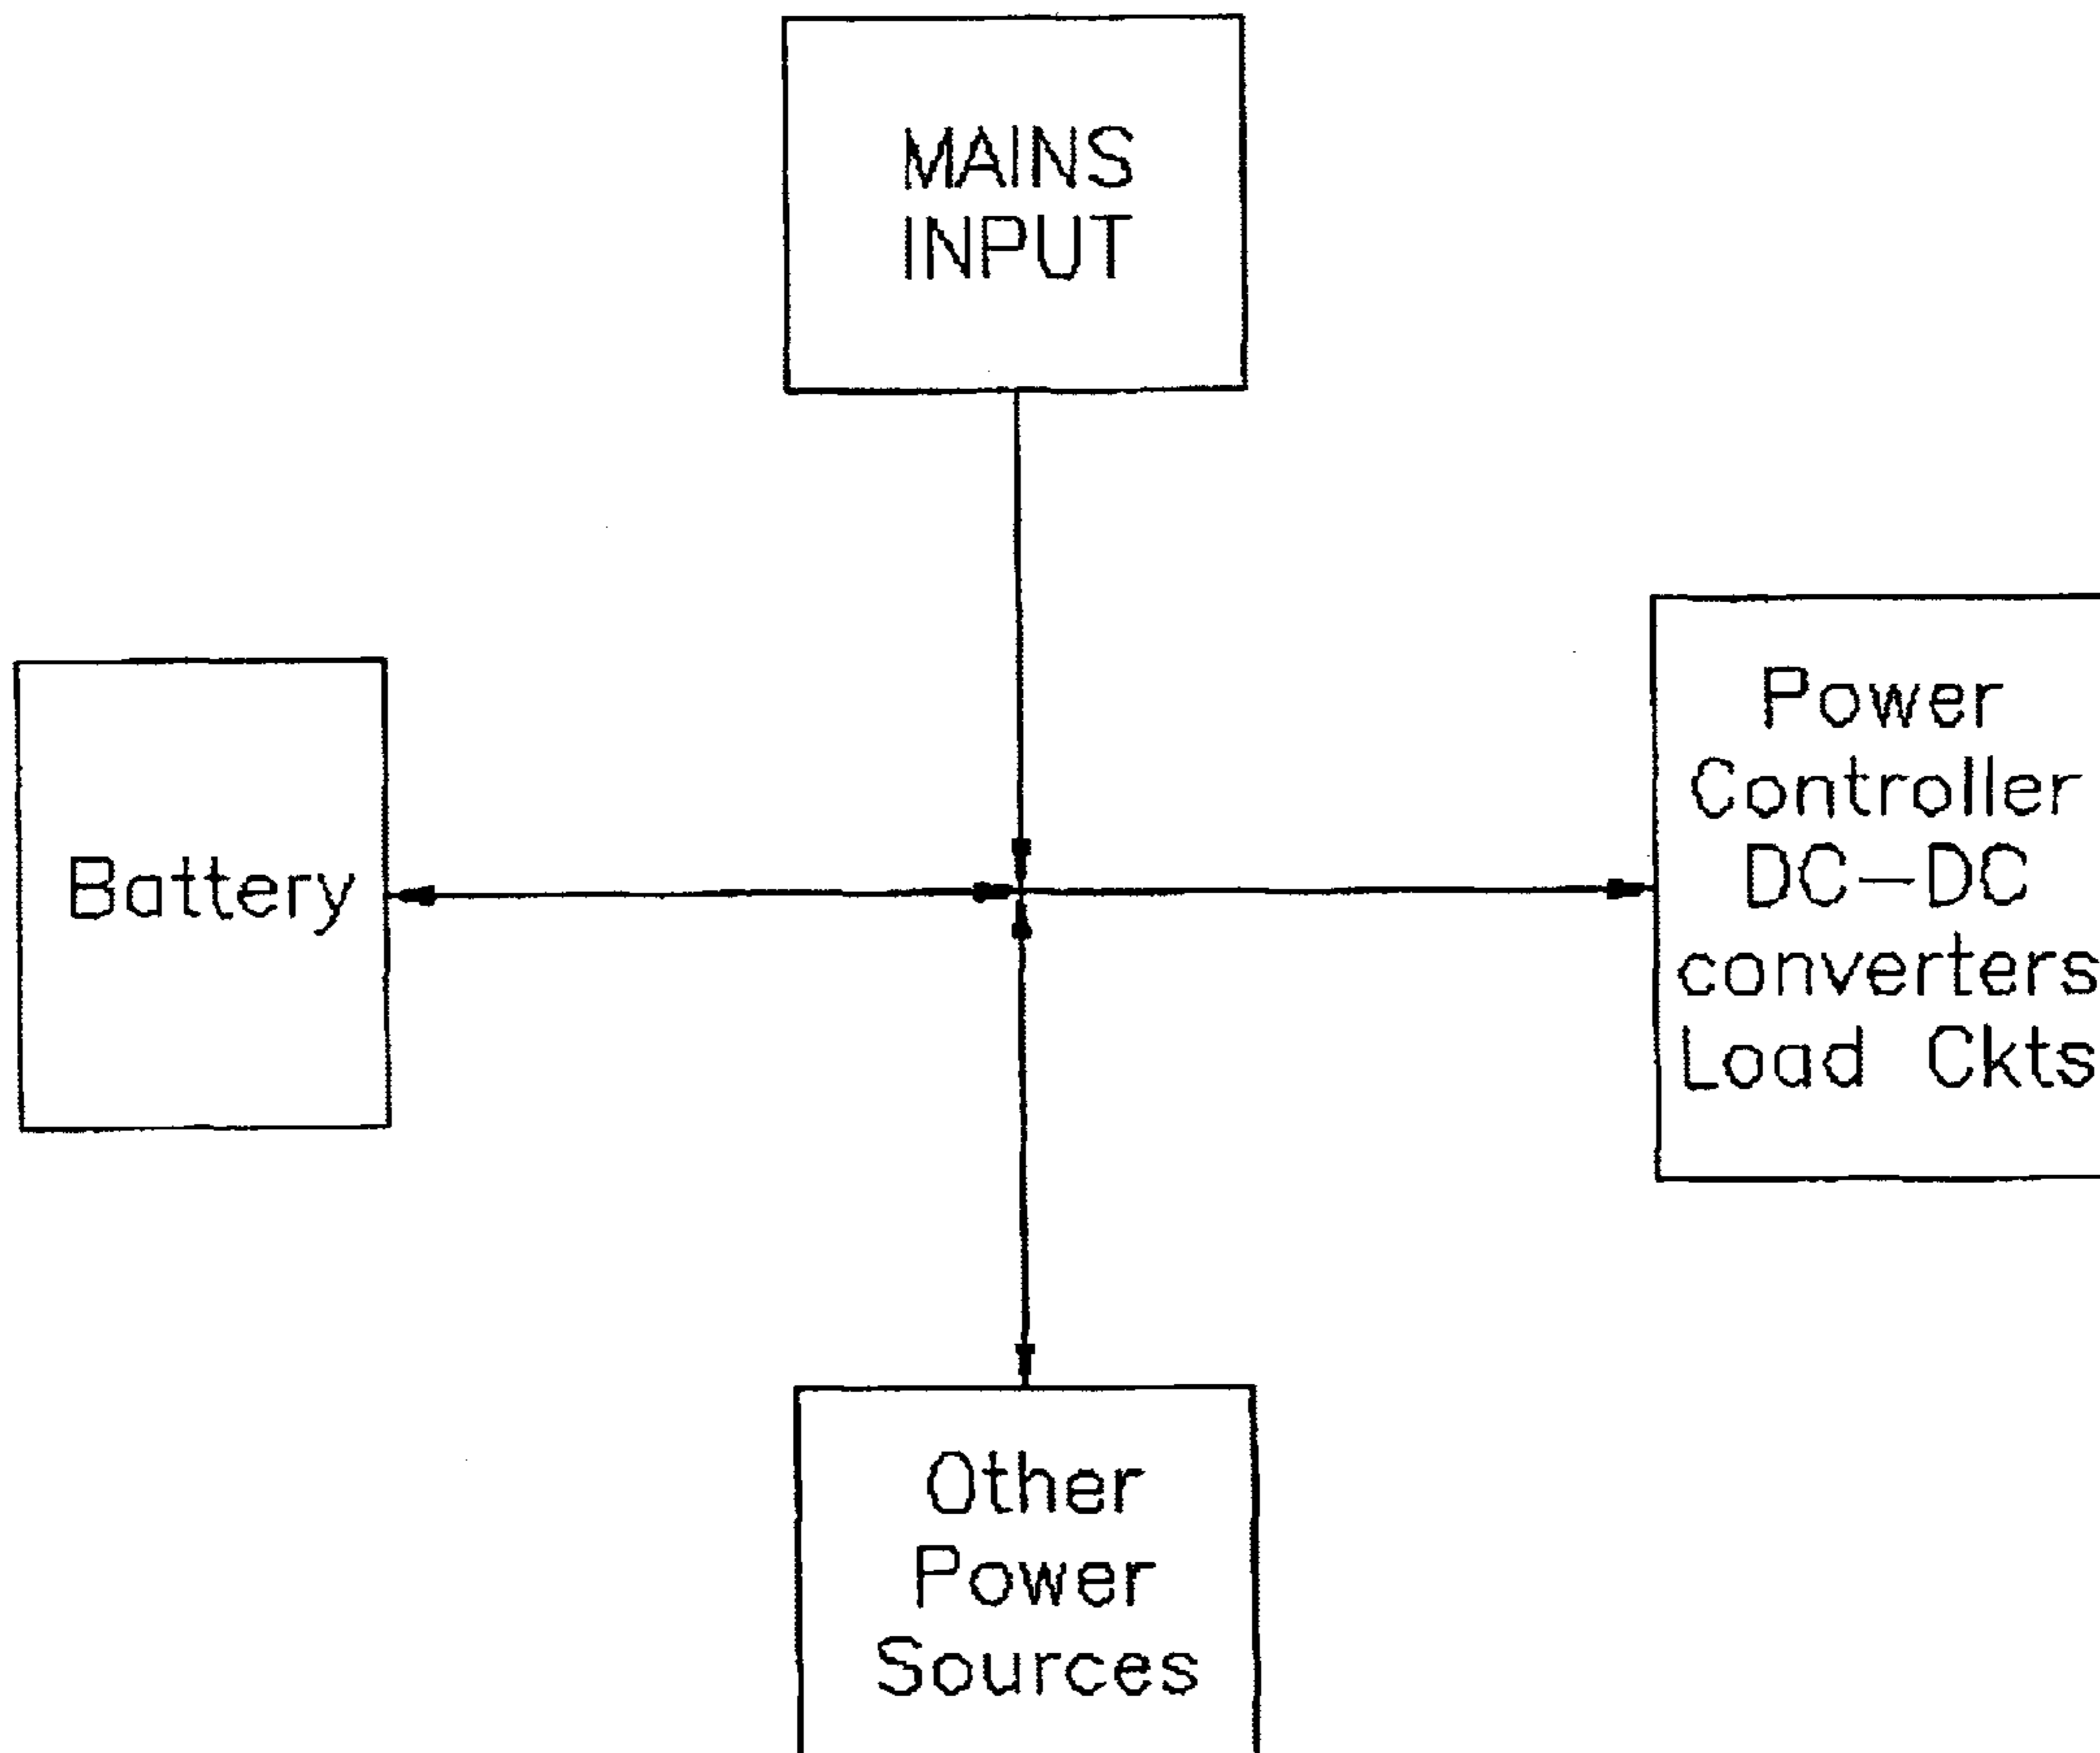 MAINS
INPUT
Battery
Power
Controller
DC-DC
converters
Load Ckts
Other
Power
Sources